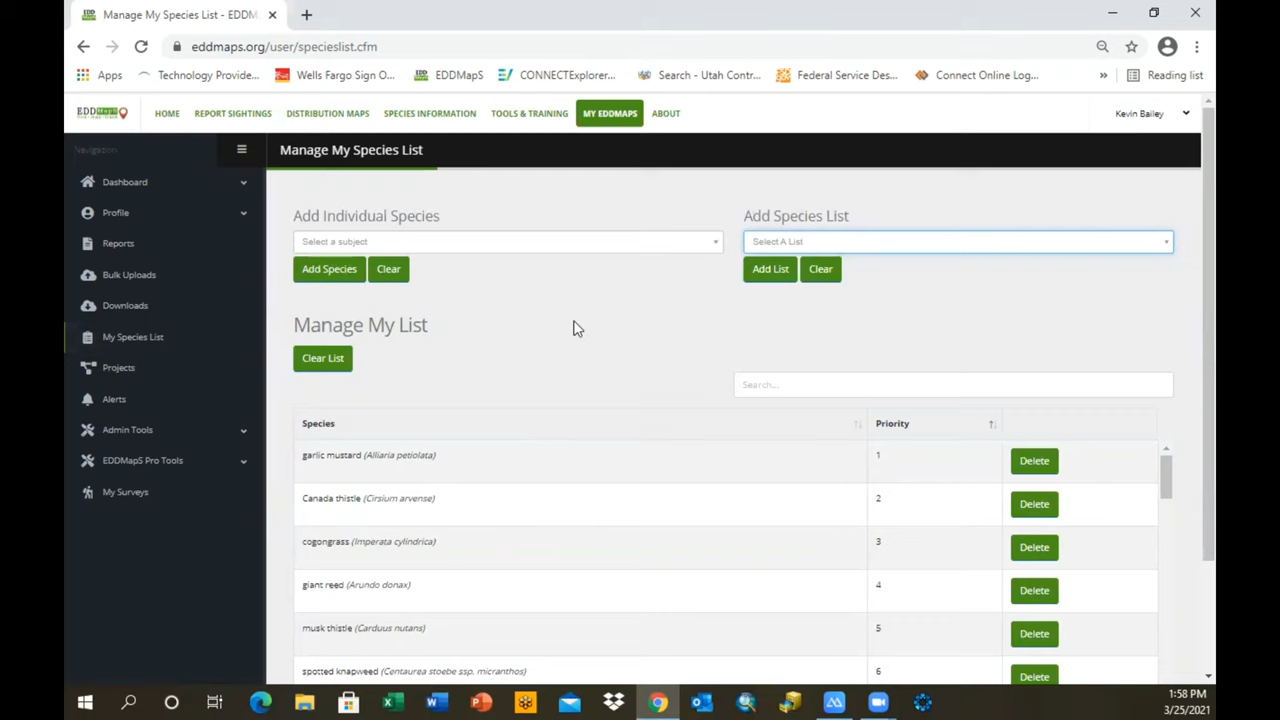 Manage My Species List - EDDM
eddmaps.org/user/specieslist.cfm
Apps
Technology Provide...
Wells Fargo Sign O...
EDDMapS
CONNECTExplorer...
Search - Utah Contr...
Federal Service Des...
Connect Online Log...
»
Reading list
HOME
REPORT SIGHTINGS
DISTRIBUTION MAPS
SPECIES INFORMATION
TOOLS & TRAINING
MY EDDMAPS
ABOUT
Kevin Bailey
Navigation
Manage My Species List
Dashboard
Profile
Reports
Bulk Uploads
Downloads
My Species List
Projects
Alerts
Admin Tools
EDDMapS Pro Tools
My Surveys
Add Individual Species
Select a subject
Add Species Clear
Add Species List
Select A List
Add List Clear
Manage My List
Clear List
Search...
Species Priority
garlic mustard (Alliaria petiolata) 1 Delete
Canada thistle (Cirsium arvense) 2 Delete
cogongrass (Imperata cylindrica) 3 Delete
giant reed (Arundo donax) 4 Delete
musk thistle (Carduus nutans) 5 Delete
spotted knapweed (Centaurea stoebe ssp. micranthos) 6 Delete
1:58 PM
3/25/2021